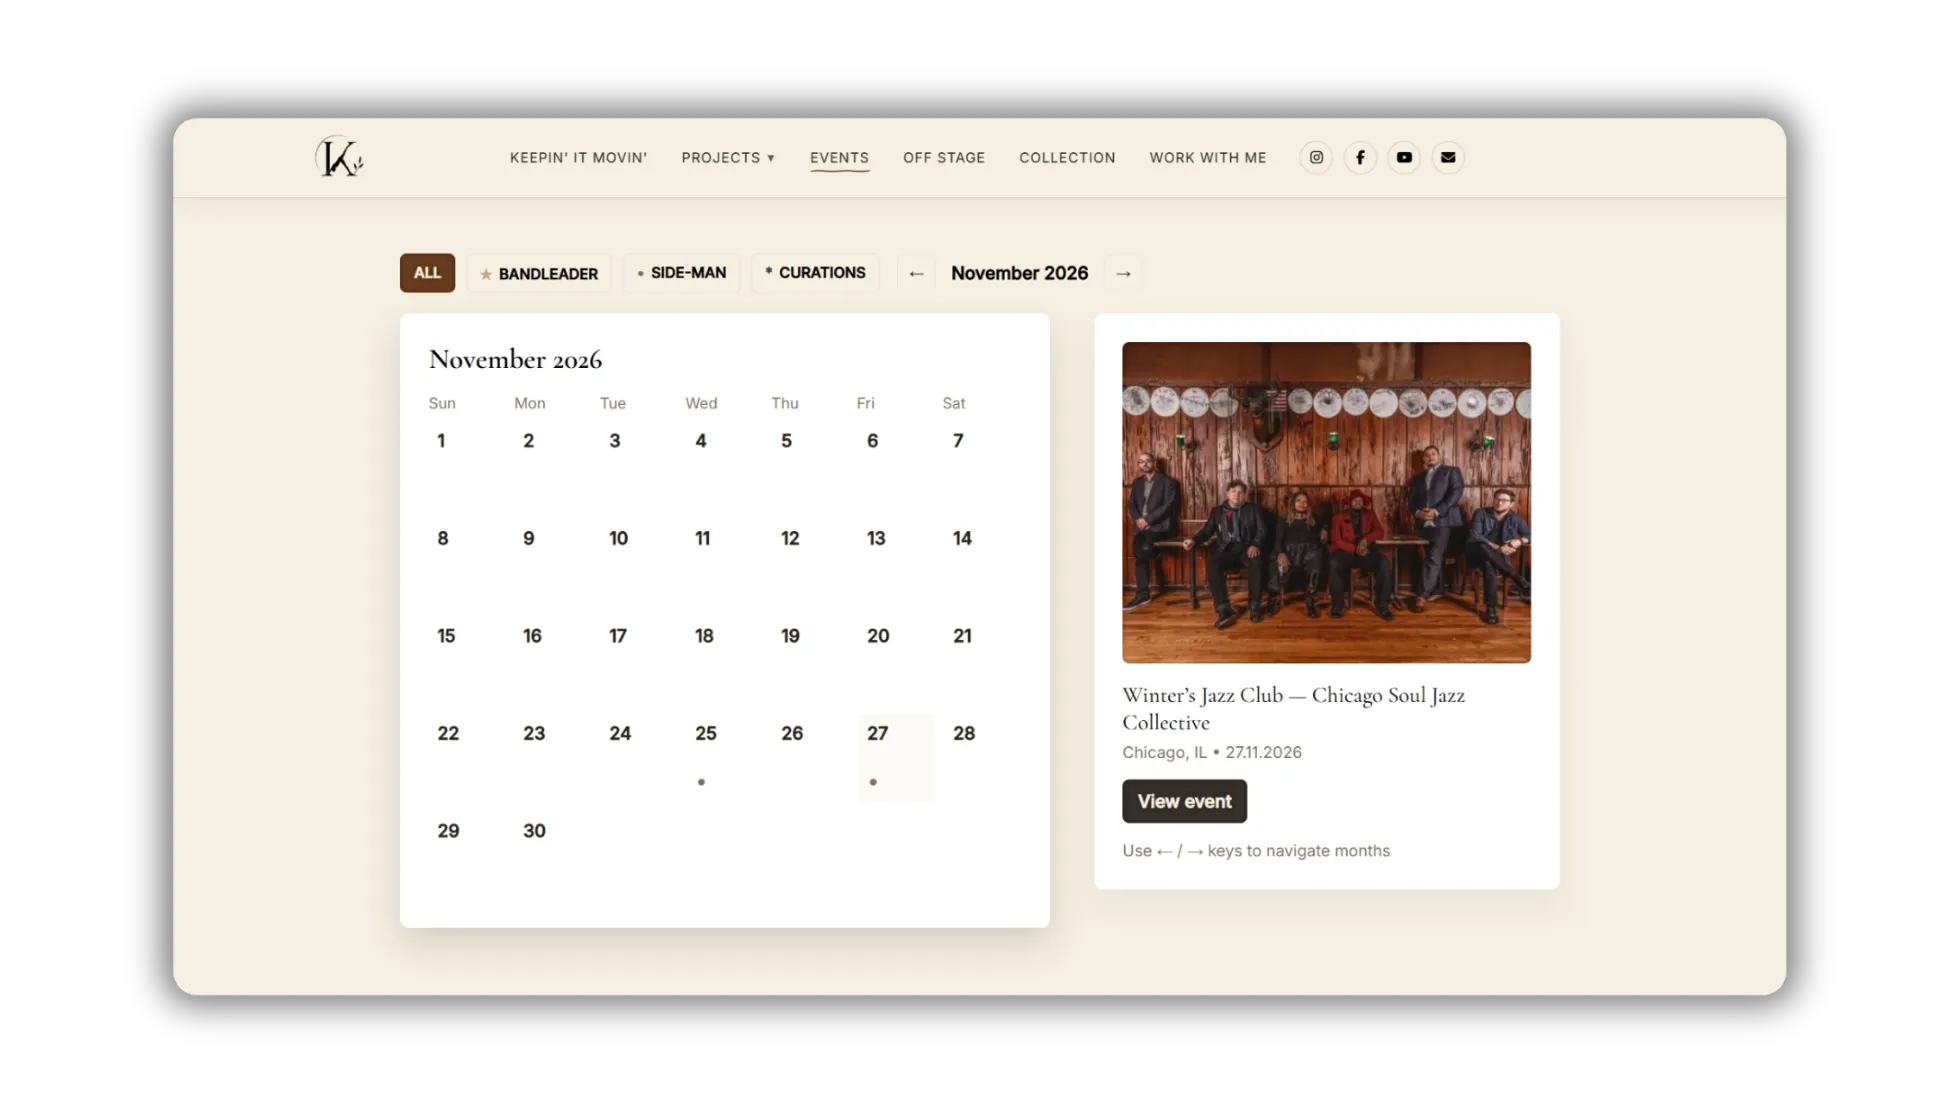 K
KEEPIN' IT MOVIN' PROJECTS ▾ EVENTS OFF STAGE COLLECTION WORK WITH ME
ALL ★ BANDLEADER • SIDE-MAN * CURATIONS ← November 2026 →
November 2026
Sun Mon Tue Wed Thu Fri Sat
1 2 3 4 5 6 7
8 9 10 11 12 13 14
15 16 17 18 19 20 21
22 23 24 25 26 27 28
29 30
Winter’s Jazz Club — Chicago Soul Jazz
Collective
Chicago, IL • 27.11.2026
View event
Use ← / → keys to navigate months